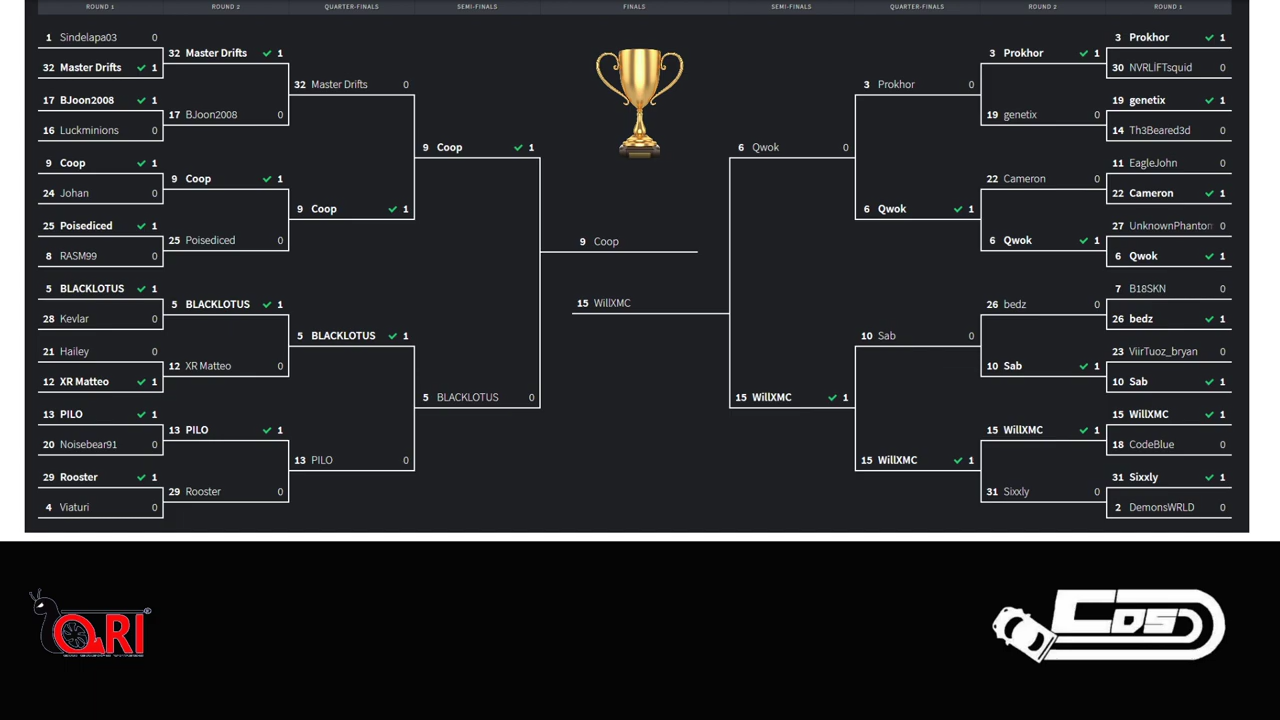 ROUND 1 ROUND 2 QUARTER-FINALS SEMI-FINALS FINALS SEMI-FINALS QUARTER-FINALS ROUND 2 ROUND 1
1 Sindelapa03 0
32 Master Drifts ✓ 1
17 BJoon2008 ✓ 1
16 Luckminions 0
9 Coop ✓ 1
24 Johan 0
25 Poisediced ✓ 1
8 RASM99 0
5 BLACKLOTUS ✓ 1
28 Kevlar 0
21 Hailey 0
12 XR Matteo ✓ 1
13 PILO ✓ 1
20 Noisebear91 0
29 Rooster ✓ 1
4 Viaturi 0
32 Master Drifts ✓ 1
17 BJoon2008 0
9 Coop ✓ 1
25 Poisediced 0
5 BLACKLOTUS ✓ 1
12 XR Matteo 0
13 PILO ✓ 1
29 Rooster 0
32 Master Drifts 0
9 Coop ✓ 1
5 BLACKLOTUS ✓ 1
13 PILO 0
9 Coop ✓ 1
5 BLACKLOTUS 0
9 Coop
15 WillXMC
6 Qwok 0
15 WillXMC ✓ 1
3 Prokhor 0
6 Qwok ✓ 1
10 Sab 0
15 WillXMC ✓ 1
3 Prokhor ✓ 1
19 genetix 0
22 Cameron 0
6 Qwok ✓ 1
26 bedz 0
10 Sab ✓ 1
15 WillXMC ✓ 1
31 Sixxly 0
3 Prokhor ✓ 1
30 NVRLlFTsquid 0
19 genetix ✓ 1
14 Th3Beared3d 0
11 EagleJohn 0
22 Cameron ✓ 1
27 UnknownPhantom 0
6 Qwok ✓ 1
7 B18SKN 0
26 bedz ✓ 1
23 ViirTuoz_bryan 0
10 Sab ✓ 1
15 WillXMC ✓ 1
18 CodeBlue 0
31 Sixxly ✓ 1
2 DemonsWRLD 0
ORI ®
CDS